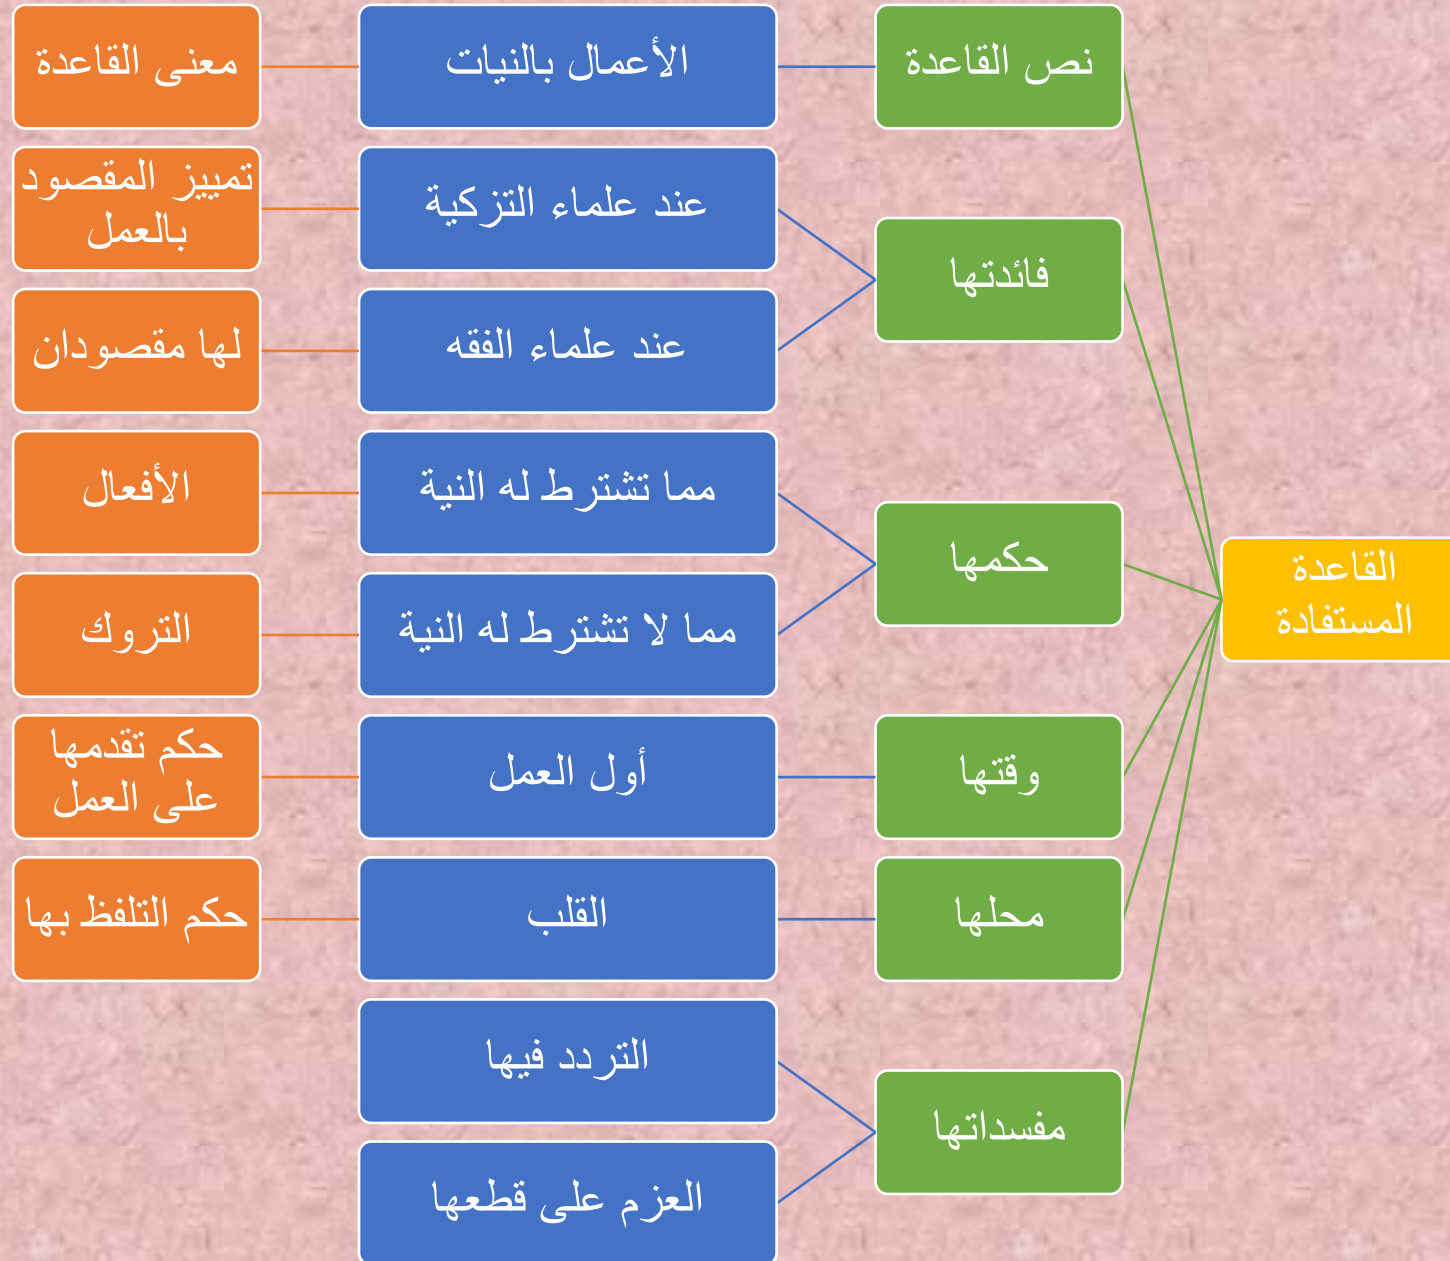 القاعدة
المستفادة
نص القاعدة
الأعمال بالنيات
معنى القاعدة
فائدتها
عند علماء التزكية
تمييز المقصود
بالعمل
عند علماء الفقه
لها مقصودان
حكمها
مما تشترط له النية
الأفعال
مما لا تشترط له النية
التروك
وقتها
أول العمل
حكم تقدمها
على العمل
محلها
القلب
حكم التلفظ بها
مفسداتها
التردد فيها
العزم على قطعها